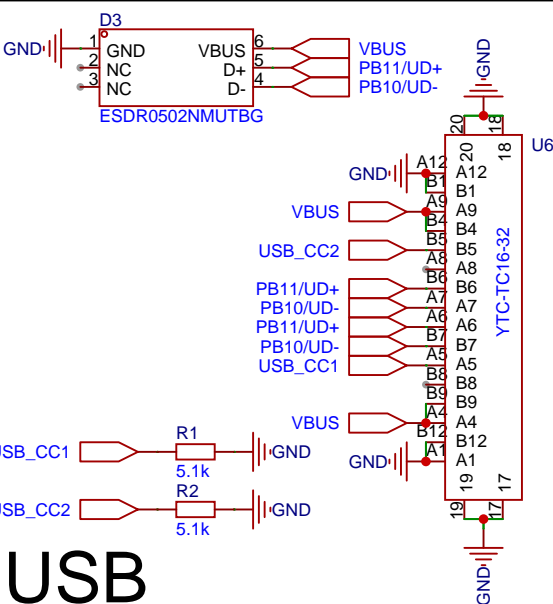 D3
GND
1 GND VBUS 6 VBUS
2 NC D+ 5 PB11/UD+
3 NC D- 4 PB10/UD-
ESDR0502NMUTBG
GND
20 18
20 18
U6
GND A12 A12
B1 B1
VBUS A9 A9
B4 B4
USB_CC2 B5 B5
A8 A8
PB11/UD+ B6 B6
PB10/UD- A7 A7
PB11/UD+ A6 A6
PB10/UD- B7 B7
USB_CC1 A5 A5
B8 B8
B9 B9
VBUS A4 A4
B12 B12
GND A1 A1
YTC-TC16-32
19 17
19 17
GND
R1
SB_CC1 GND
5.1k
R2
SB_CC2 GND
5.1k
USB